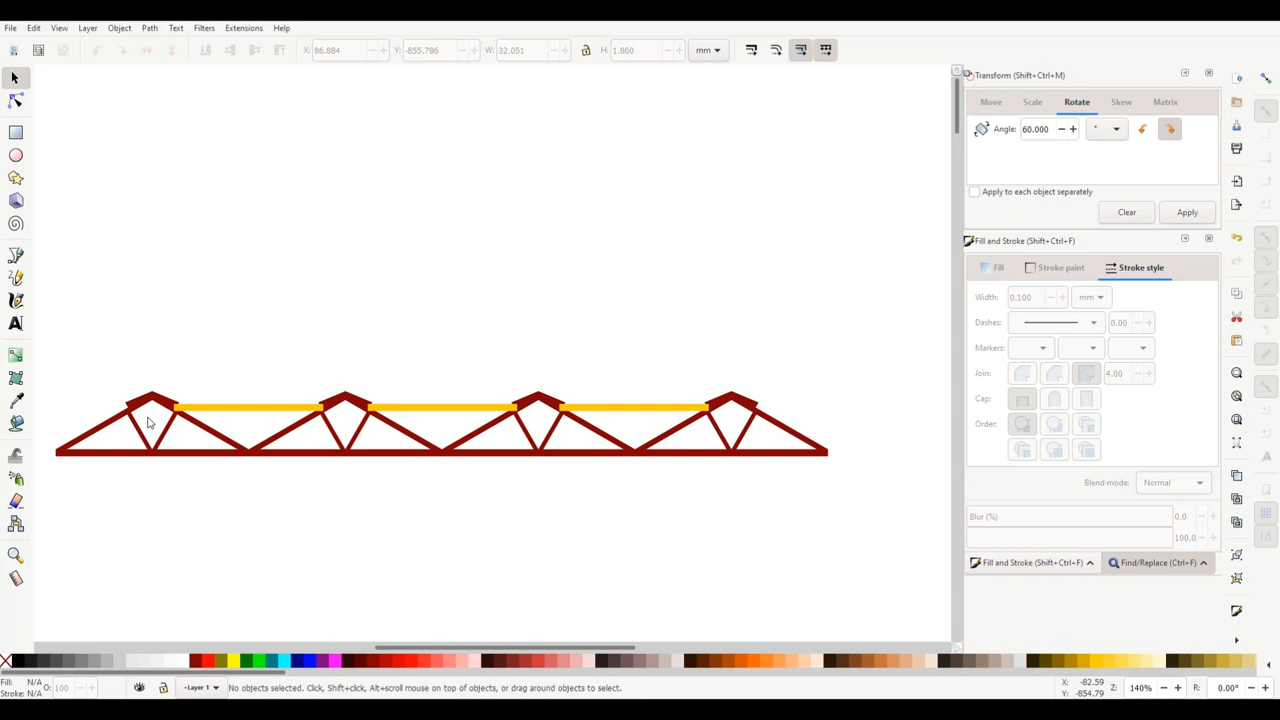 File Edit View Layer Object Path Text Filters Extensions Help
X: 86.884 Y: -855.786 W: 32.051 H: 1.860 mm
Transform (Shift+Ctrl+M)
Move Scale Rotate Skew Matrix
Angle: 60.000 °
Apply to each object separately
Clear Apply
Fill and Stroke (Shift+Ctrl+F)
Fill Stroke paint Stroke style
Width: 0.100 mm
Dashes: 0.00
Markers:
Join: 4.00
Cap:
Order:
Blend mode: Normal
Blur (%) 0.0
100.0
Fill and Stroke (Shift+Ctrl+F) Find/Replace (Ctrl+F)
Fill: N/A
Stroke: N/A
O: 100
Layer 1
No objects selected. Click, Shift+click, Alt+scroll mouse on top of objects, or drag around objects to select.
X: -82.59
Y: -854.79
Z: 140%
R: 0.00°